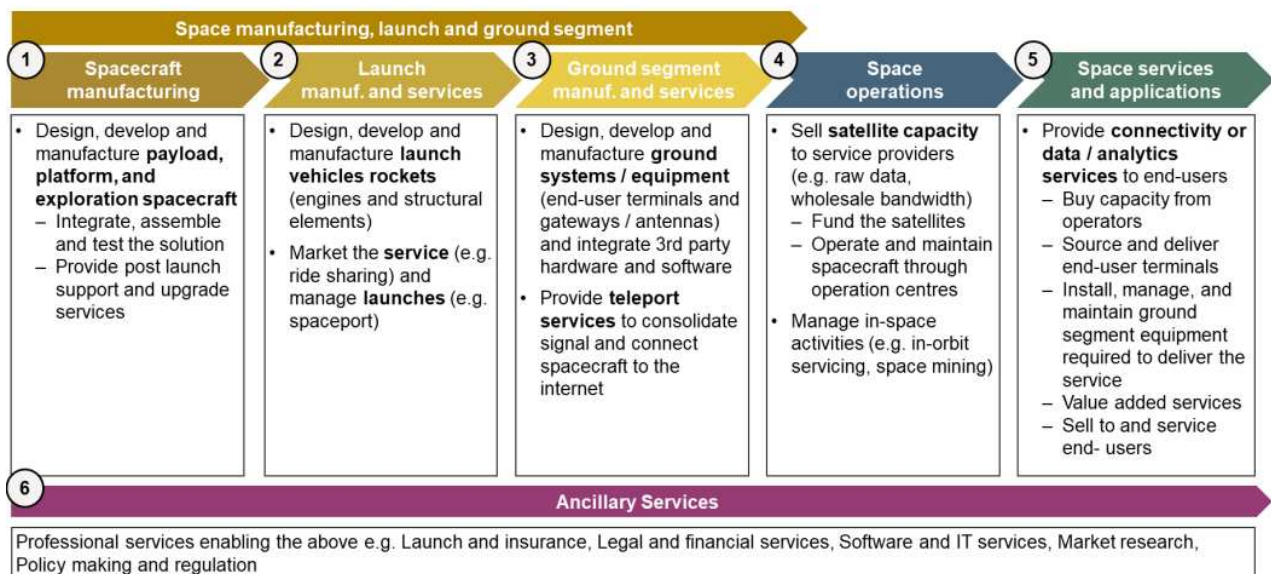 Space manufacturing, launch and ground segment
1
Spacecraft
manufacturing
• Design, develop and
manufacture payload,
platform, and
exploration spacecraft
– Integrate, assemble
and test the solution
– Provide post launch
support and upgrade
services
2
Launch
manuf. and services
• Design, develop and
manufacture launch
vehicles rockets
(engines and structural
elements)
• Market the service (e.g.
ride sharing) and
manage launches (e.g.
spaceport)
3
Ground segment
manuf. and services
• Design, develop and
manufacture ground
systems / equipment
(end-user terminals and
gateways / antennas)
and integrate 3rd party
hardware and software
• Provide teleport
services to consolidate
signal and connect
spacecraft to the
internet
4
Space
operations
• Sell satellite capacity
to service providers
(e.g. raw data,
wholesale bandwidth)
– Fund the satellites
– Operate and maintain
spacecraft through
operation centres
• Manage in-space
activities (e.g. in-orbit
servicing, space mining)
5
Space services
and applications
• Provide connectivity or
data / analytics
services to end-users
– Buy capacity from
operators
– Source and deliver
end-user terminals
– Install, manage, and
maintain ground
segment equipment
required to deliver the
service
– Value added services
– Sell to and service
end- users
6
Ancillary Services
Professional services enabling the above e.g. Launch and insurance, Legal and financial services, Software and IT services, Market research,
Policy making and regulation